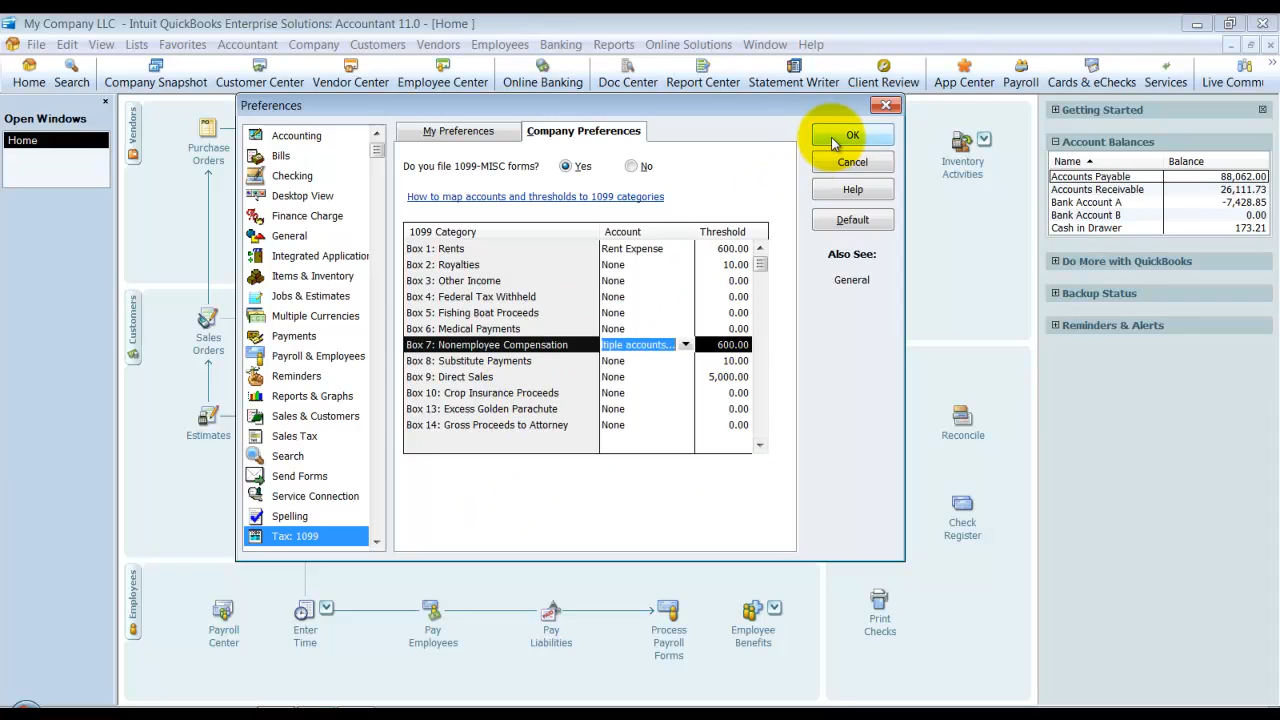 My Company LLC - Intuit QuickBooks Enterprise Solutions: Accountant 11.0 - [Home ]
File Edit View Lists Favorites Accountant Company Customers Vendors Employees Banking Reports Online Solutions Window Help
Home Search Company Snapshot Customer Center Vendor Center Employee Center Online Banking Doc Center Report Center Statement Writer Client Review App Center Payroll Cards & eChecks Services Live Commi
Open Windows
Home
Vendors
Purchase
Orders
Customers
Sales
Orders
Estimates
Preferences
Accounting
Bills
Checking
Desktop View
Finance Charge
General
Integrated Application
Items & Inventory
Jobs & Estimates
Multiple Currencies
Payments
Payroll & Employees
Reminders
Reports & Graphs
Sales & Customers
Sales Tax
Search
Send Forms
Service Connection
Spelling
Tax: 1099
My Preferences Company Preferences
Do you file 1099-MISC forms? Yes No
How to map accounts and thresholds to 1099 categories
1099 Category Account Threshold
Box 1: Rents Rent Expense 600.00
Box 2: Royalties None 10.00
Box 3: Other Income None 0.00
Box 4: Federal Tax Withheld None 0.00
Box 5: Fishing Boat Proceeds None 0.00
Box 6: Medical Payments None 0.00
Box 7: Nonemployee Compensation tiple accounts... 600.00
Box 8: Substitute Payments None 10.00
Box 9: Direct Sales None 5,000.00
Box 10: Crop Insurance Proceeds None 0.00
Box 13: Excess Golden Parachute None 0.00
Box 14: Gross Proceeds to Attorney None 0.00
OK
Cancel
Help
Default
Also See:
General
Inventory
Activities
Reconcile
Check
Register
Print
Checks
Employees
Payroll
Center
Enter
Time
Pay
Employees
Pay
Liabilities
Process
Payroll
Forms
Employee
Benefits
Getting Started
Account Balances
Name Balance
Accounts Payable 88,062.00
Accounts Receivable 26,111.73
Bank Account A -7,428.85
Bank Account B 0.00
Cash in Drawer 173.21
Do More with QuickBooks
Backup Status
Reminders & Alerts